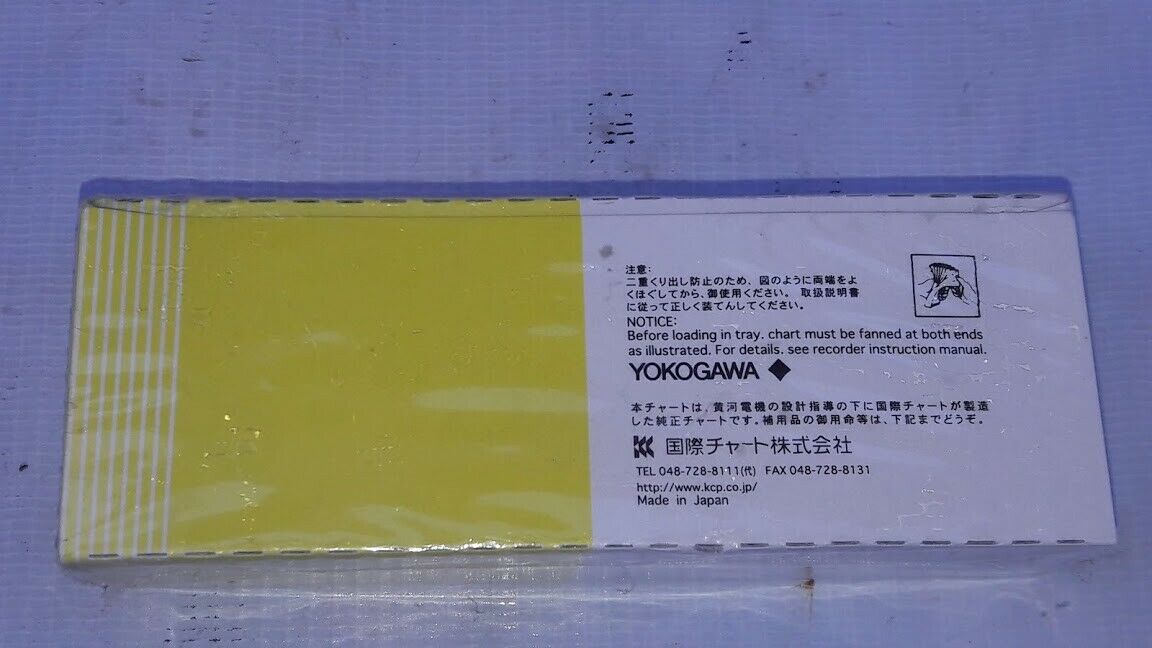 注意:
二重くり出し防止のため、図のように両端をよ
くほぐしてから、御使用ください。取扱説明書
に従って正しく装てんしてください。
NOTICE:
Before loading in tray. chart must be fanned at both ends
as illustrated. For details. see recorder instruction manual.
YOKOGAWA
本チャートは、黄河電機の設計指導の下に国際チャートが製造
した純正チャートです。補用品の御用命等は、下記までどうぞ。
国際チャート株式会社
TEL 048-728-8111(代) FAX 048-728-8131
http://www.kcp.co.jp/
Made in Japan